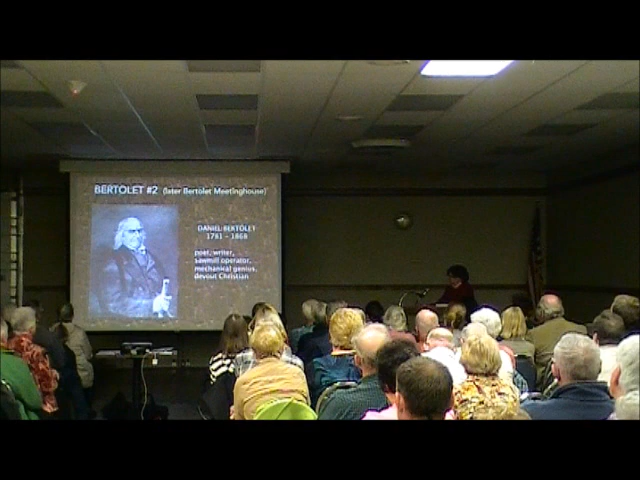 BERTOLET #2 (later Bertolet Meetinghouse)
DANIEL BERTOLET
1781 – 1868
poet, writer,
sawmill operator,
mechanical genius,
devout Christian